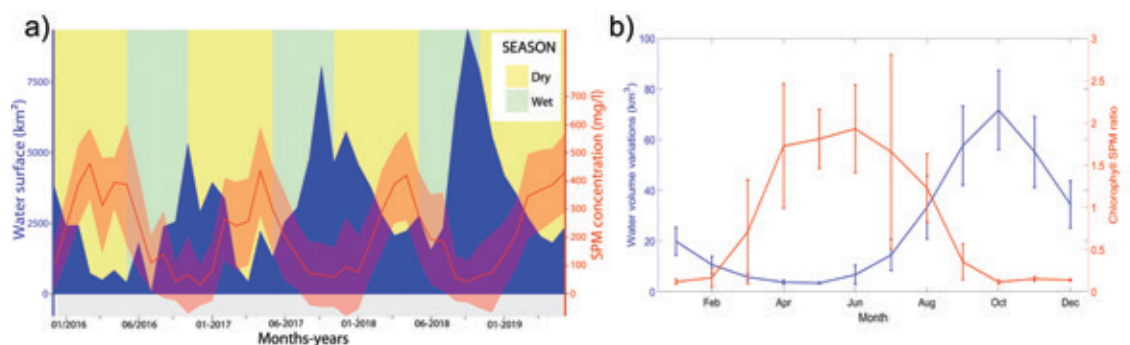 a)
SEASON
Dry
Wet
Water surface (km²)
7500
5000
2500
0
700
600
500
400
300
200
100
0
SPM concentration (mg/l)
01/2016
06/2016
01-2017
06-2017
01-2018
06-2018
01-2019
Months-years
b)
Water volume variations (km³)
100
80
60
40
20
0
3
2.5
2
1.5
1
0.5
0
Chlorophyll SPM ratio
Feb
Apr
Jun
Aug
Oct
Dec
Month